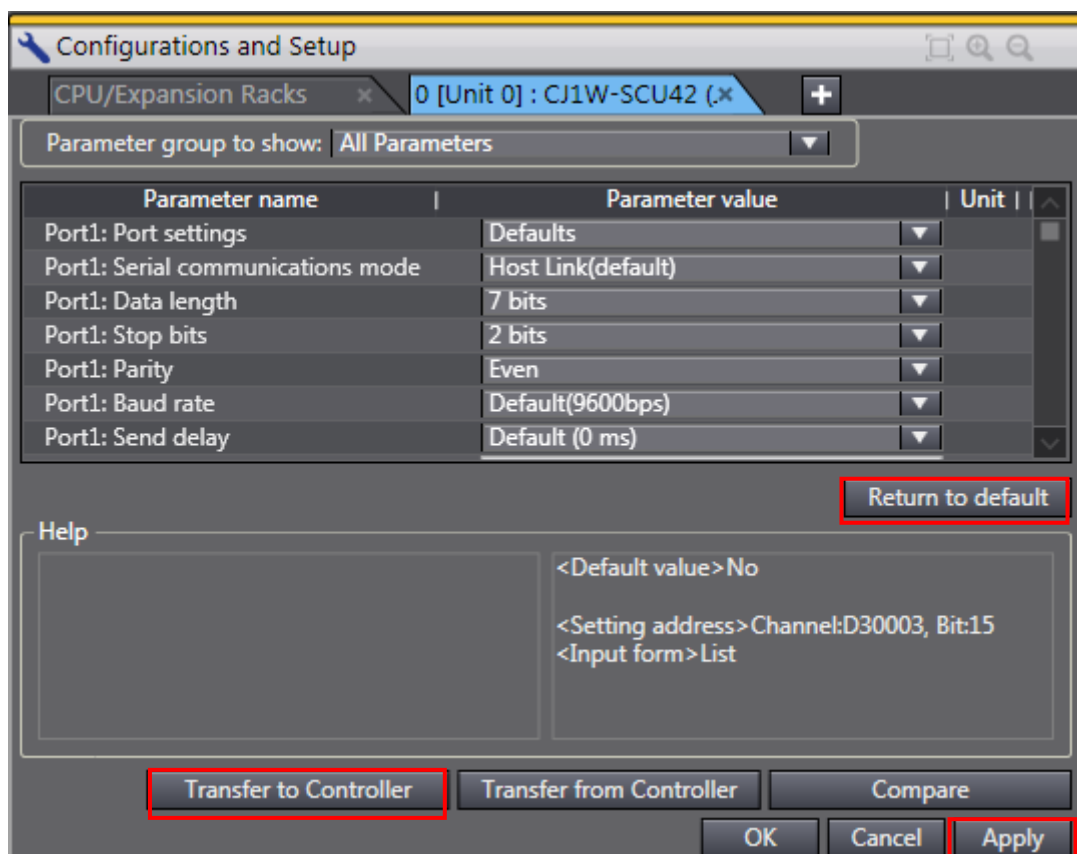 Configurations and Setup
CPU/Expansion Racks 0 [Unit 0] : CJ1W-SCU42 (.
Parameter group to show: All Parameters
Parameter name | Parameter value | Unit |
Port1: Port settings Defaults
Port1: Serial communications mode Host Link(default)
Port1: Data length 7 bits
Port1: Stop bits 2 bits
Port1: Parity Even
Port1: Baud rate Default(9600bps)
Port1: Send delay Default (0 ms)
Return to default
Help
<Default value>No
<Setting address>Channel:D30003, Bit:15
<Input form>List
Transfer to Controller Transfer from Controller Compare
OK Cancel Apply